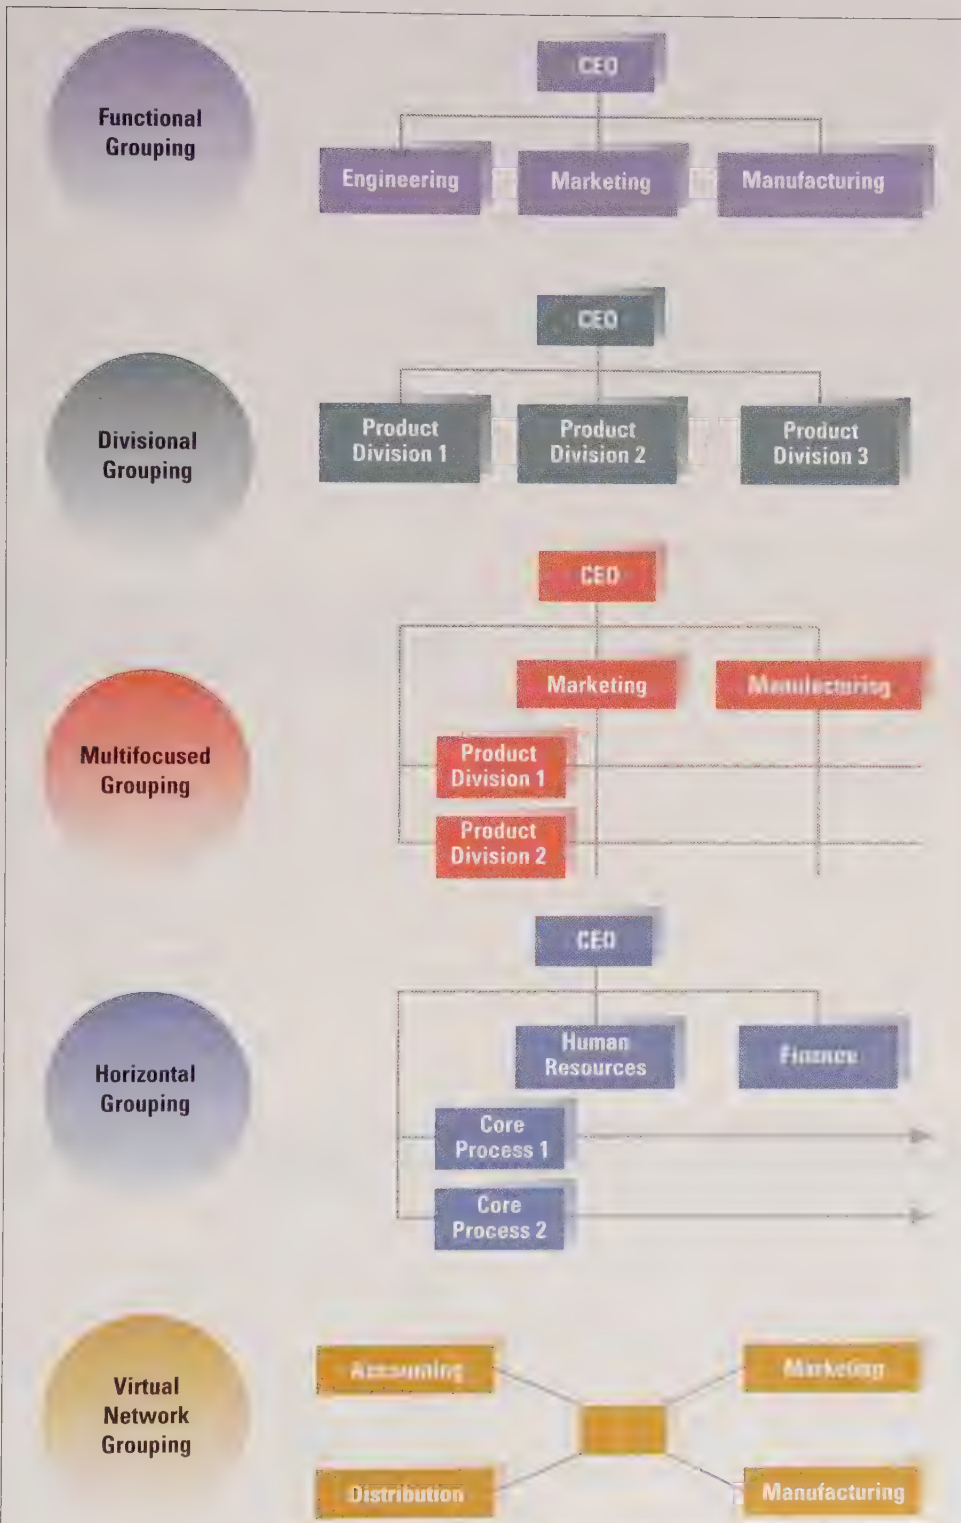 Functional
Grouping
CEO
Engineering
Marketing
Manufacturing
Divisional
Grouping
CEO
Product
Division 1
Product
Division 2
Product
Division 3
Multifocused
Grouping
CEO
Marketing
Manufacturing
Product
Division 1
Product
Division 2
Horizontal
Grouping
CEO
Human
Resources
Finance
Core
Process 1
Core
Process 2
Virtual
Network
Grouping
Accounting
Marketing
Distribution
Manufacturing